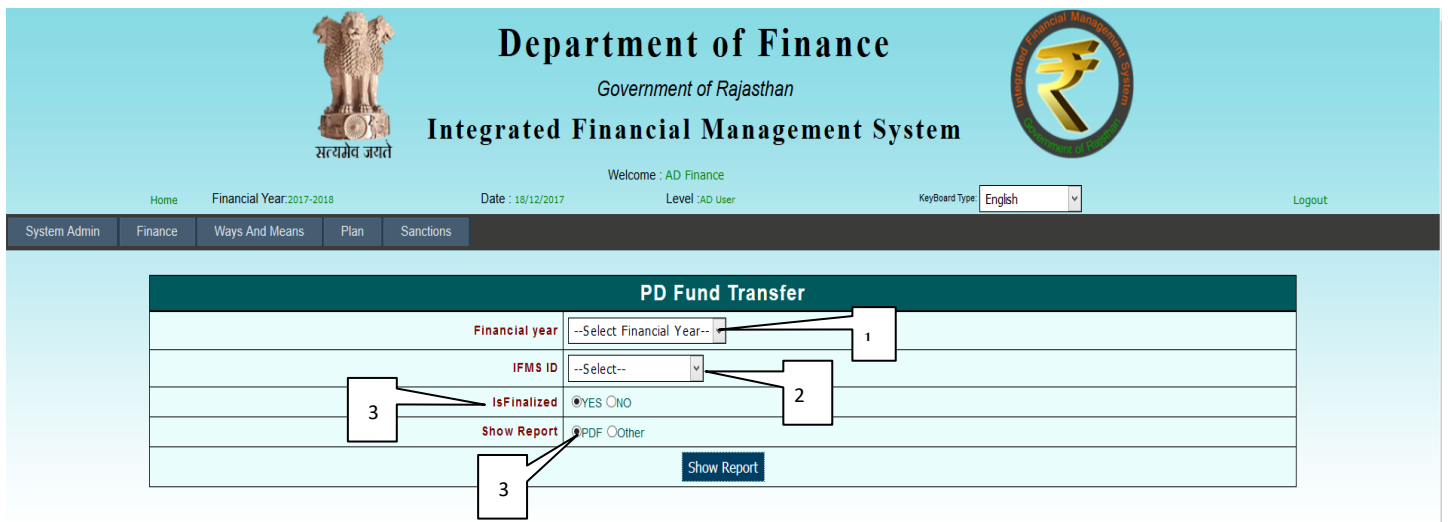 Department of Finance
Government of Rajasthan
Integrated Financial Management System
सत्यमेव जयते
Integrated Financial Management System
Government of Rajasthan
Welcome : AD Finance
Home Financial Year:2017-2018 Date : 18/12/2017 Level :AD User KeyBoard Type: English Logout
System Admin Finance Ways And Means Plan Sanctions
PD Fund Transfer
Financial year --Select Financial Year-- 1
IFMS ID --Select--
2
IsFinalized YES NO
3
Show Report PDF Other
Show Report
3